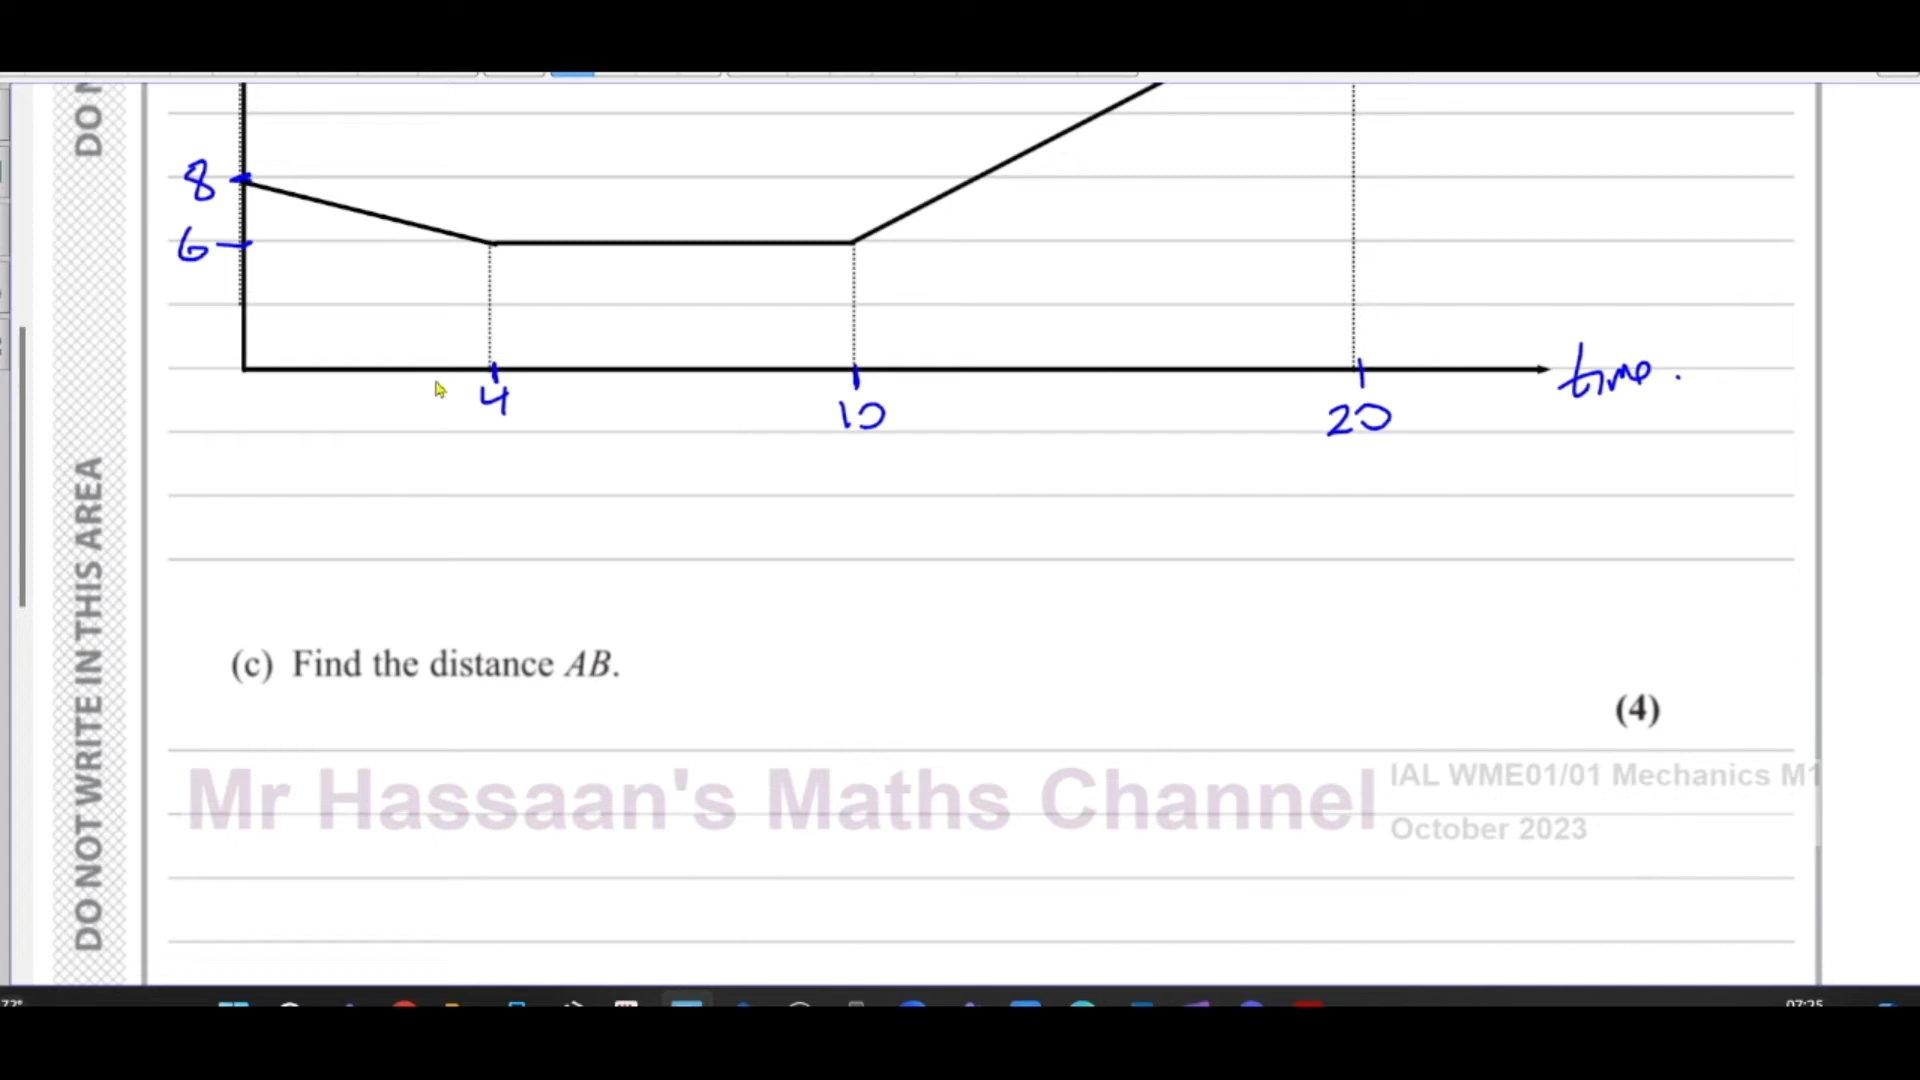 DO N
8
6
4
10
20
time.
DO NOT WRITE IN THIS AREA
(c) Find the distance AB.
(4)
Mr Hassaan's Maths Channel
IAL WME01/01 Mechanics M1
October 2023